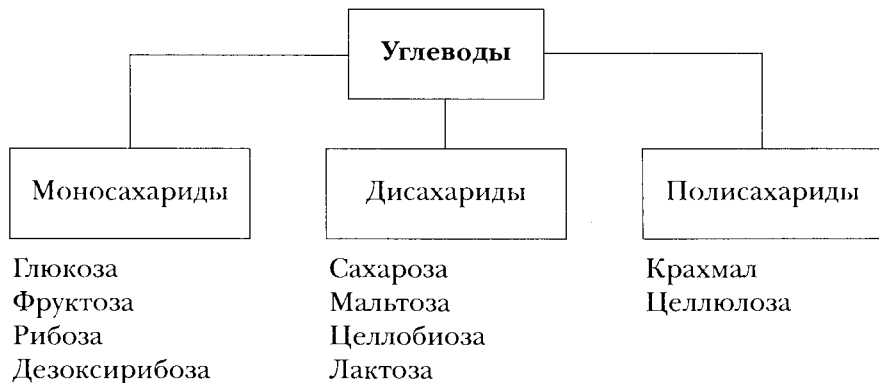 Углеводы
Моносахариды
Глюкоза
Фруктоза
Рибоза
Дезоксирибоза
Дисахариды
Сахароза
Мальтоза
Целлобиоза
Лактоза
Полисахариды
Крахмал
Целлюлоза